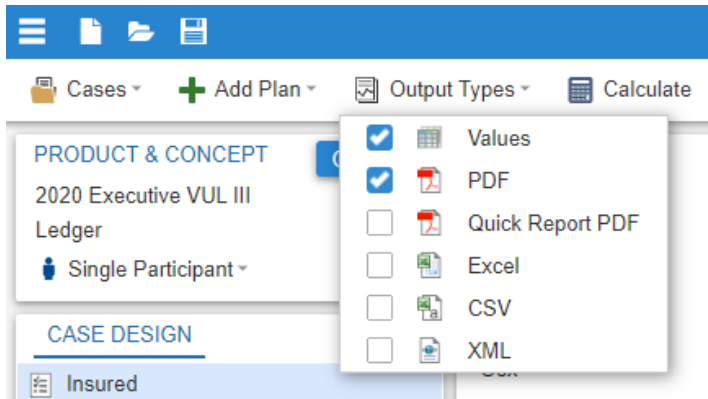 Cases
Add Plan
Output Types
Calculate
PRODUCT & CONCEPT
2020 Executive VUL III
Ledger
Single Participant
Values
PDF
Quick Report PDF
Excel
CSV
XML
CASE DESIGN
Insured